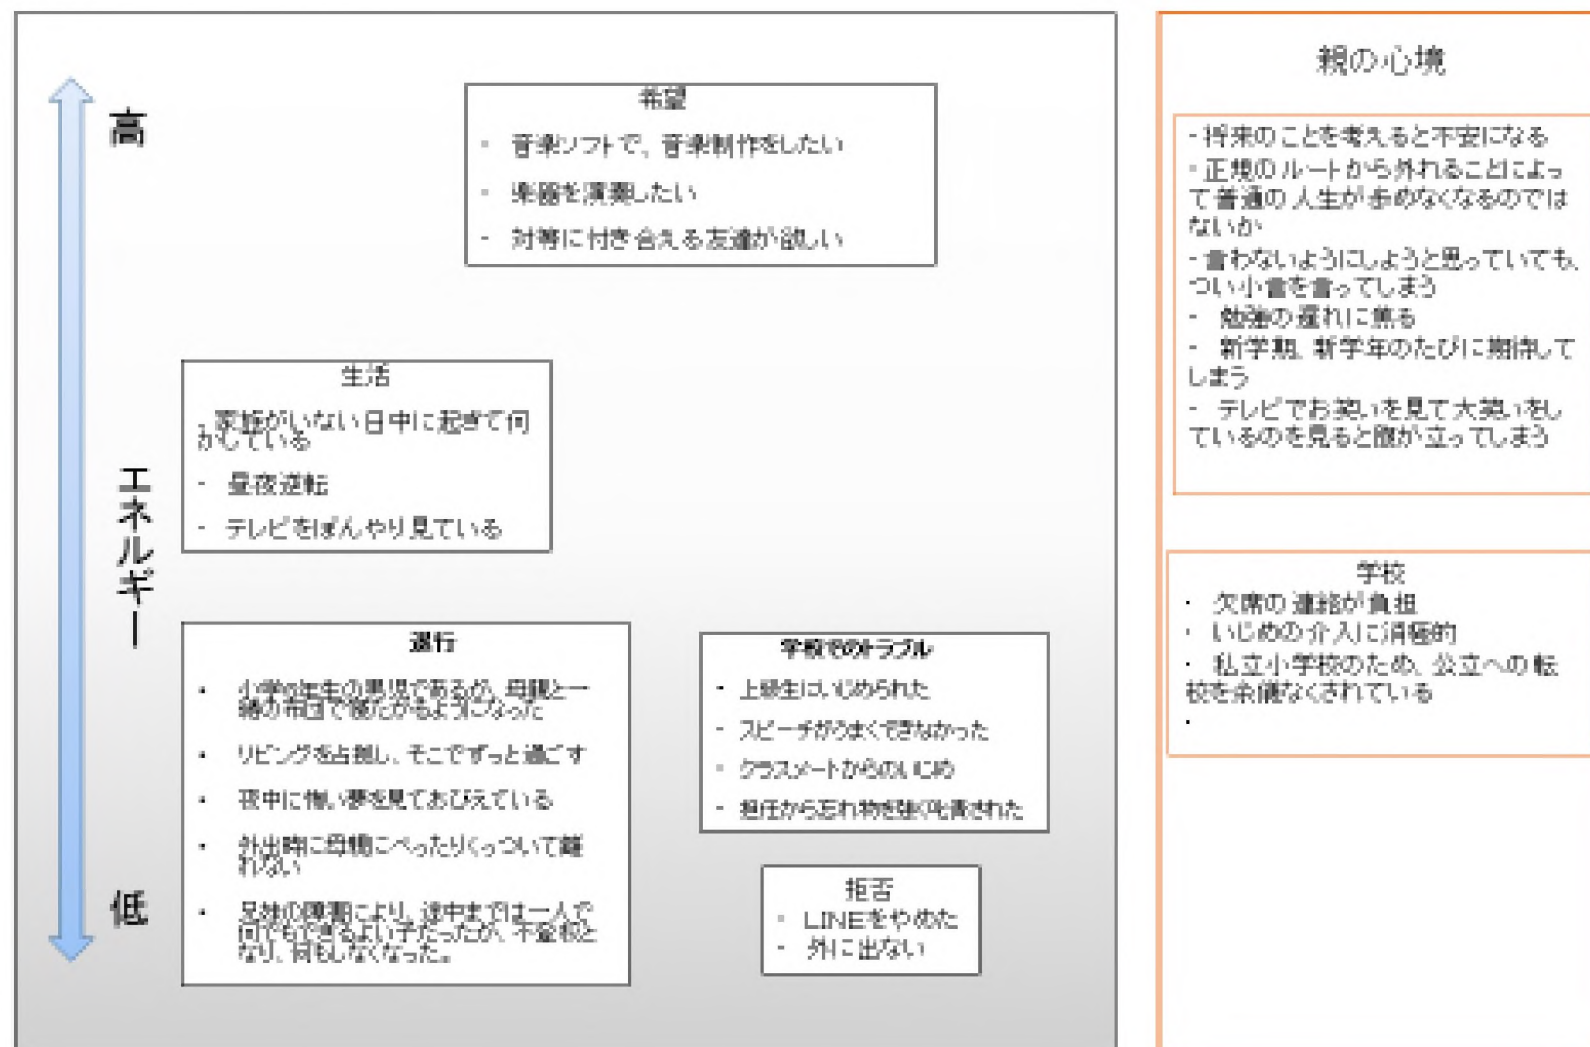 高
エネルギー
低
希望
- 音楽ソフトで、音楽制作をしたい
- 楽器を演奏したい
- 対等に付き合える友達が欲しい
生活
- 家族がいない日中に起きて何
かしている
- 昼夜逆転
- テレビをぼんやり見ている
退行
• 小学6年生の男児であるが、母親と一
緒の布団で寝たがるようになった
• リビングを占拠し、そこでずっと過ごす
• 夜中に怖い夢を見ておびえている
• 外出時に母親にべったりくっついて離
れない
• 兄妹の障害により、途中までは一人で
何でもできるよい子だったが、不登校と
なり、何もしなくなった。
学校でのトラブル
- 上級生にいじめられた
- スピーチがうまくできなかった
- クラスメートからのいじめ
- 担任から忘れ物を強く叱責された
拒否
- LINEをやめた
- 外に出ない
親の心境
- 将来のことを考えると不安になる
- 正規のルートから外れることによっ
て普通の人生が歩めなくなるのでは
ないか
- 言わないようにしようと思っていても、
つい小言を言ってしまう
- 勉強の遅れに焦る
- 新学期、新学年のたびに期待して
しまう
- テレビでお笑いを見て大笑いをし
ているのを見ると腹が立ってしまう
学校
・ 欠席の連絡が負担
・ いじめの介入に消極的
・ 私立小学校のため、公立への転
校を余儀なくされている
・